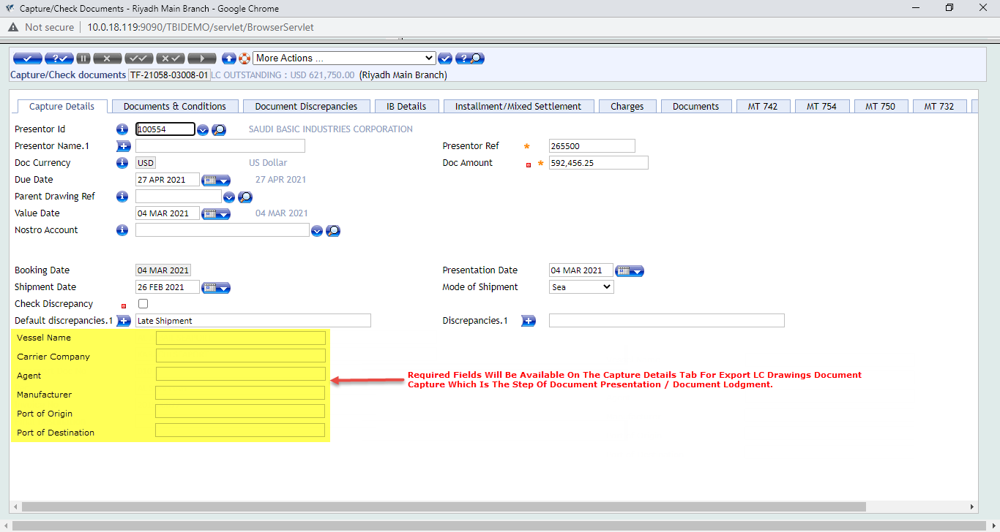 Capture/Check Documents - Riyadh Main Branch - Google Chrome
Not secure 10.0.18.119:9090/TBIDEMO/servlet/BrowserServlet
More Actions ...
Capture/Check documents TF-21058-03008-01 LC OUTSTANDING : USD 621,750.00 (Riyadh Main Branch)
Capture Details Documents & Conditions Document Discrepancies IB Details Installment/Mixed Settlement Charges Documents MT 742 MT 754 MT 750 MT 732
Presentor Id 100554 SAUDI BASIC INDUSTRIES CORPORATION
Presentor Name.1 Presentor Ref * 265500
Doc Currency USD US Dollar Doc Amount * 592,456.25
Due Date 27 APR 2021 27 APR 2021
Parent Drawing Ref
Value Date 04 MAR 2021 04 MAR 2021
Nostro Account
Booking Date 04 MAR 2021 Presentation Date 04 MAR 2021
Shipment Date 26 FEB 2021 Mode of Shipment Sea
Check Discrepancy
Default discrepancies.1 Late Shipment Discrepancies.1
Vessel Name
Carrier Company
Agent
Manufacturer
Port of Origin
Port of Destination
Required Fields Will Be Available On The Capture Details Tab For Export LC Drawings Document
Capture Which Is The Step Of Document Presentation / Document Lodgment.